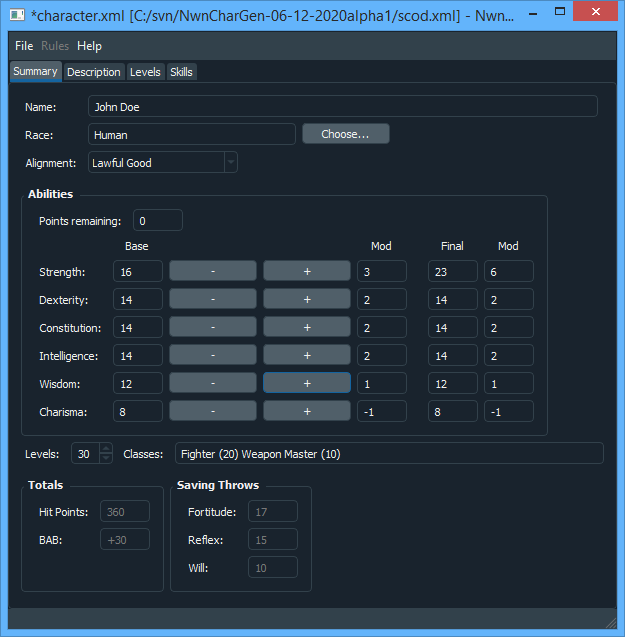 *character.xml [C:/svn/NwnCharGen-06-12-2020alpha1/scod.xml] - Nwn...
File Rules Help
Summary Description Levels Skills
Name: John Doe
Race: Human Choose...
Alignment: Lawful Good
Abilities
Points remaining: 0
Base Mod Final Mod
Strength: 16 - + 3 23 6
Dexterity: 14 - + 2 14 2
Constitution: 14 - + 2 14 2
Intelligence: 14 - + 2 14 2
Wisdom: 12 - + 1 12 1
Charisma: 8 - + -1 8 -1
Levels: 30 Classes: Fighter (20) Weapon Master (10)
Totals Saving Throws
Hit Points: 360 Fortitude: 17
BAB: +30 Reflex: 15
Will: 10